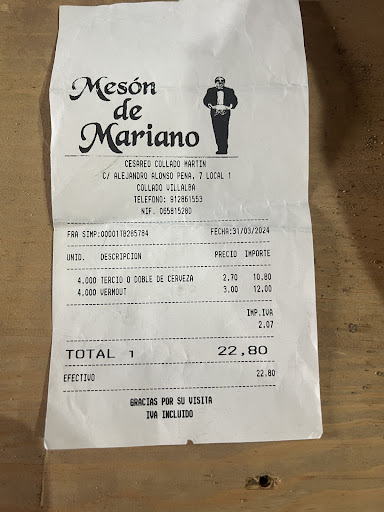 Mesón
de
Mariano
CESAREO COLLADO MARTIN
C/ ALEJANDRO ALONSO PENA, 7 LOCAL 1
COLLADO VILLALBA
TELEFONO: 912861553
NIF. 06581528D
FRA SIMP:00001TB285784 FECHA:31/03/2024
UNID. DESCRIPCION PRECIO IMPORTE
4.000 TERCIO O DOBLE DE CERVEZA 2.70 10.80
4.000 VERMOUT 3.00 12.00
IMP.IVA
2.07
TOTAL 1 22,80
EFECTIVO 22.80
GRACIAS POR SU VISITA
IVA INCLUIDO